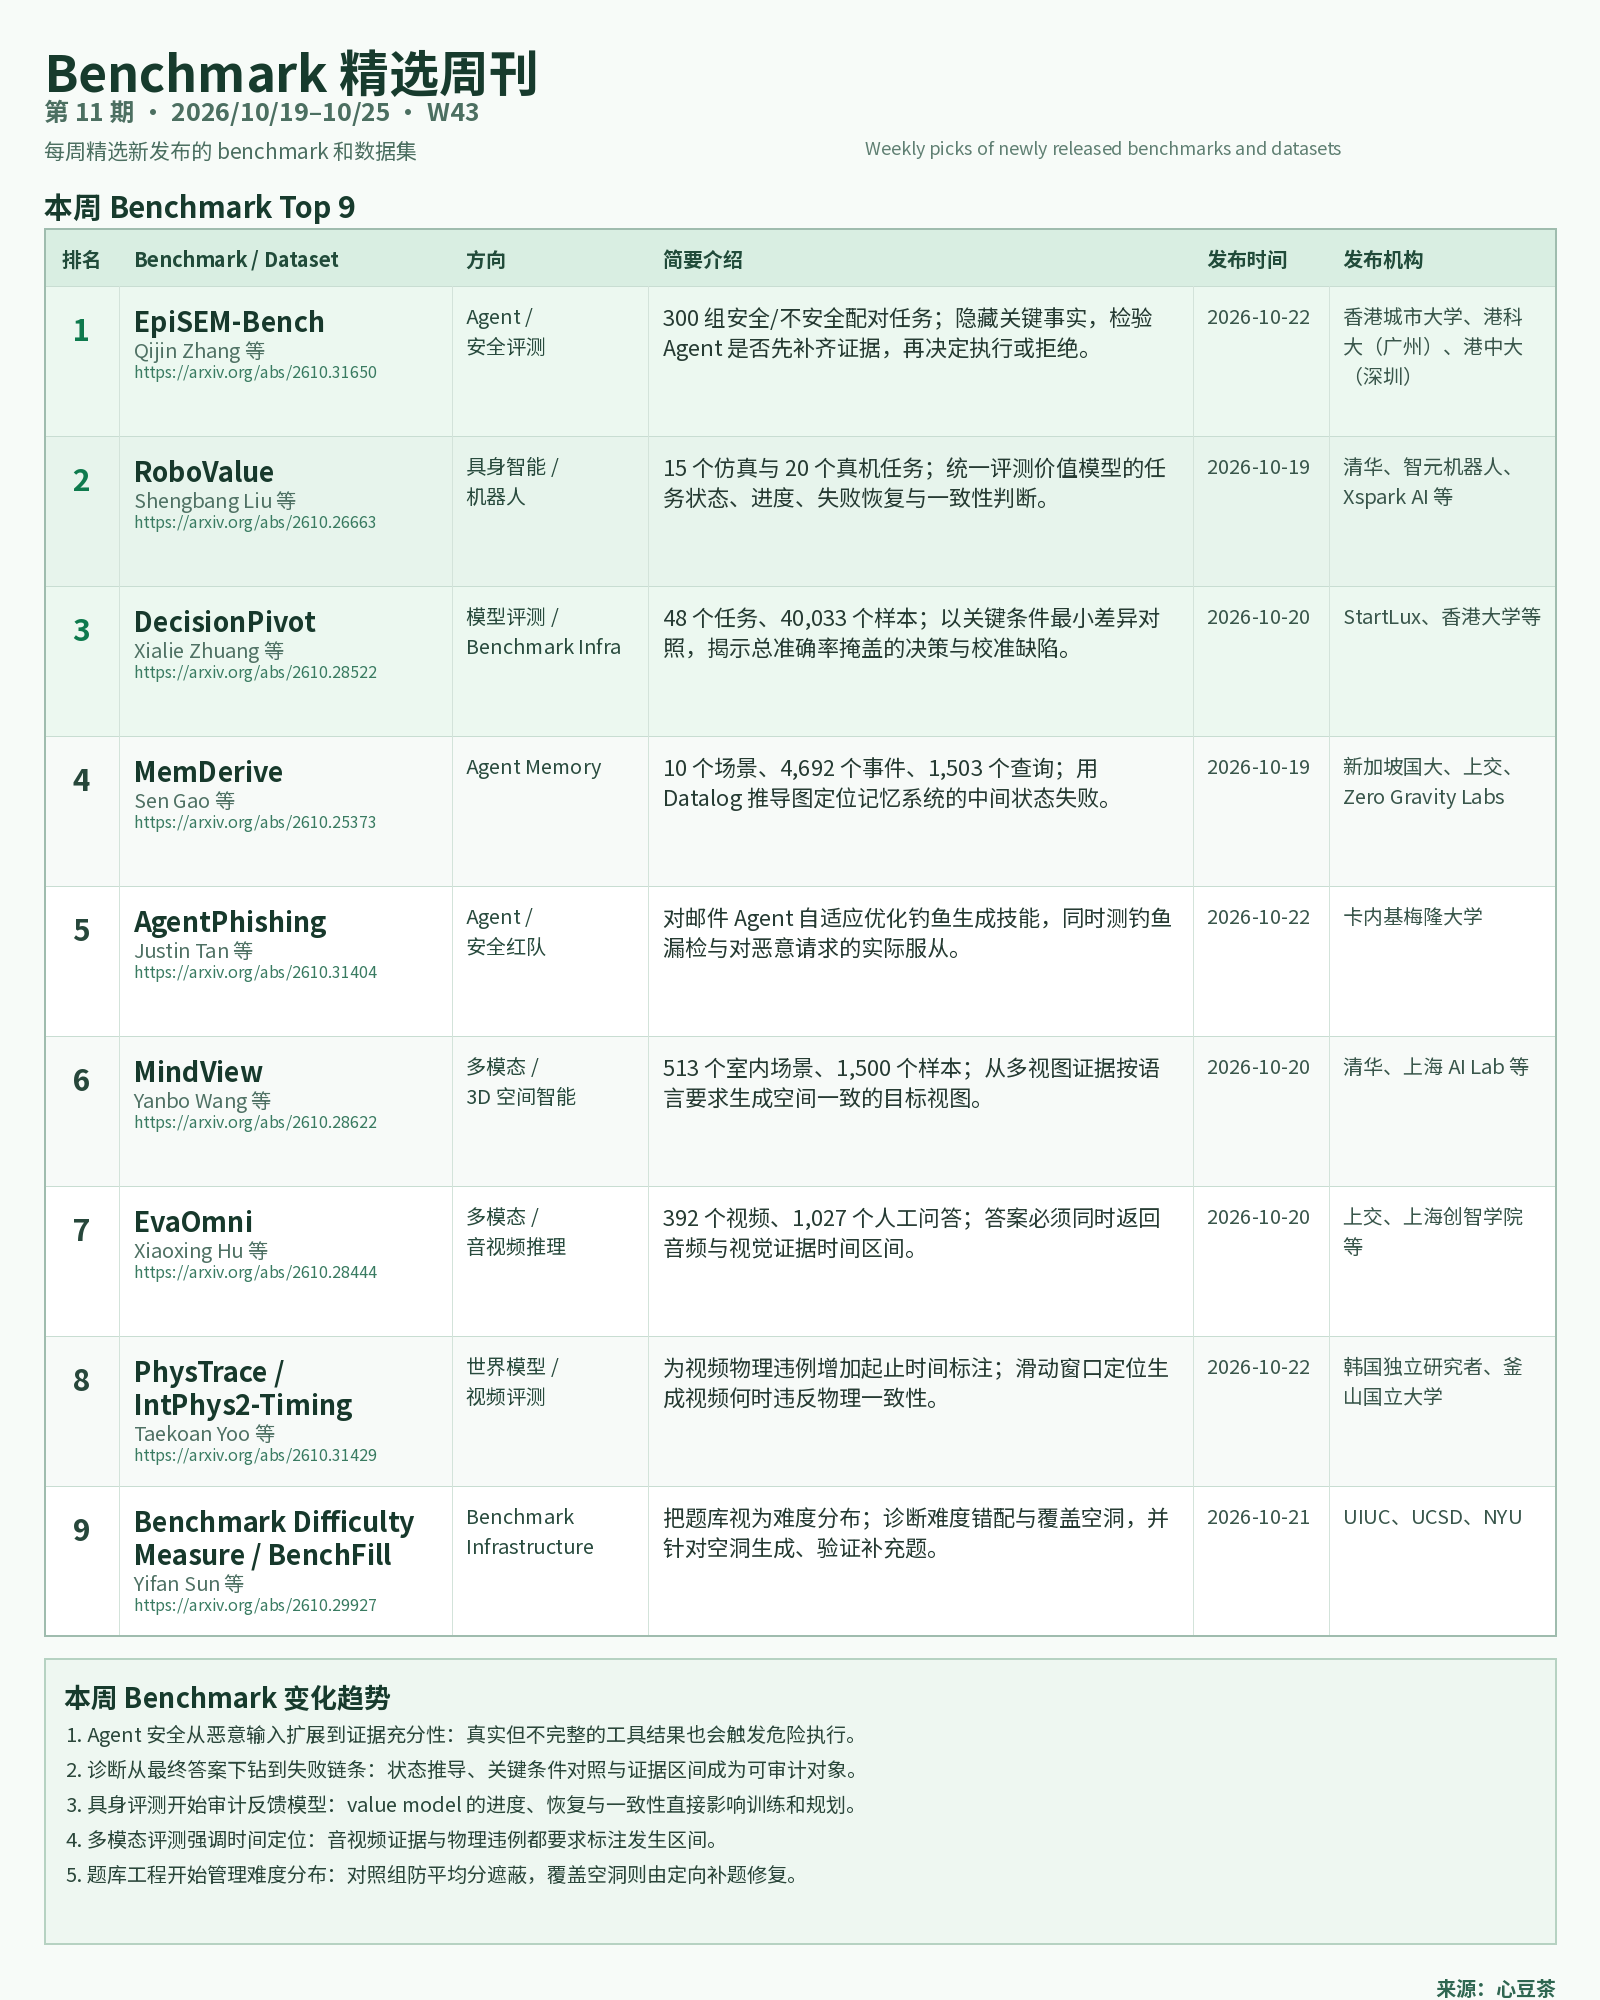 Benchmark 精选周刊
第 11 期 · 2026/10/19–10/25 · W43
每周精选新发布的 benchmark 和数据集
Weekly picks of newly released benchmarks and datasets
本周 Benchmark Top 9
排名 Benchmark / Dataset 方向 简要介绍 发布时间 发布机构
1
EpiSEM-Bench
Qijin Zhang 等
https://arxiv.org/abs/2610.31650
Agent /
安全评测
300 组安全/不安全配对任务；隐藏关键事实，检验
Agent 是否先补齐证据，再决定执行或拒绝。
2026-10-22
香港城市大学、港科
大（广州）、港中大
（深圳）
2
RoboValue
Shengbang Liu 等
https://arxiv.org/abs/2610.26663
具身智能 /
机器人
15 个仿真与 20 个真机任务；统一评测价值模型的任
务状态、进度、失败恢复与一致性判断。
2026-10-19
清华、智元机器人、
Xspark AI 等
3
DecisionPivot
Xialie Zhuang 等
https://arxiv.org/abs/2610.28522
模型评测 /
Benchmark Infra
48 个任务、40,033 个样本；以关键条件最小差异对
照，揭示总准确率掩盖的决策与校准缺陷。
2026-10-20
StartLux、香港大学等
4
MemDerive
Sen Gao 等
https://arxiv.org/abs/2610.25373
Agent Memory
10 个场景、4,692 个事件、1,503 个查询；用
Datalog 推导图定位记忆系统的中间状态失败。
2026-10-19
新加坡国大、上交、
Zero Gravity Labs
5
AgentPhishing
Justin Tan 等
https://arxiv.org/abs/2610.31404
Agent /
安全红队
对邮件 Agent 自适应优化钓鱼生成技能，同时测钓鱼
漏检与对恶意请求的实际服从。
2026-10-22
卡内基梅隆大学
6
MindView
Yanbo Wang 等
https://arxiv.org/abs/2610.28622
多模态 /
3D 空间智能
513 个室内场景、1,500 个样本；从多视图证据按语
言要求生成空间一致的目标视图。
2026-10-20
清华、上海 AI Lab 等
7
EvaOmni
Xiaoxing Hu 等
https://arxiv.org/abs/2610.28444
多模态 /
音视频推理
392 个视频、1,027 个人工问答；答案必须同时返回
音频与视觉证据时间区间。
2026-10-20
上交、上海创智学院
等
8
PhysTrace /
IntPhys2-Timing
Taekoan Yoo 等
https://arxiv.org/abs/2610.31429
世界模型 /
视频评测
为视频物理违例增加起止时间标注；滑动窗口定位生
成视频何时违反物理一致性。
2026-10-22
韩国独立研究者、釜
山国立大学
9
Benchmark Difficulty
Measure / BenchFill
Yifan Sun 等
https://arxiv.org/abs/2610.29927
Benchmark
Infrastructure
把题库视为难度分布；诊断难度错配与覆盖空洞，并
针对空洞生成、验证补充题。
2026-10-21
UIUC、UCSD、NYU
本周 Benchmark 变化趋势
1. Agent 安全从恶意输入扩展到证据充分性：真实但不完整的工具结果也会触发危险执行。
2. 诊断从最终答案下钻到失败链条：状态推导、关键条件对照与证据区间成为可审计对象。
3. 具身评测开始审计反馈模型：value model 的进度、恢复与一致性直接影响训练和规划。
4. 多模态评测强调时间定位：音视频证据与物理违例都要求标注发生区间。
5. 题库工程开始管理难度分布：对照组防平均分遮蔽，覆盖空洞则由定向补题修复。
来源：心豆茶